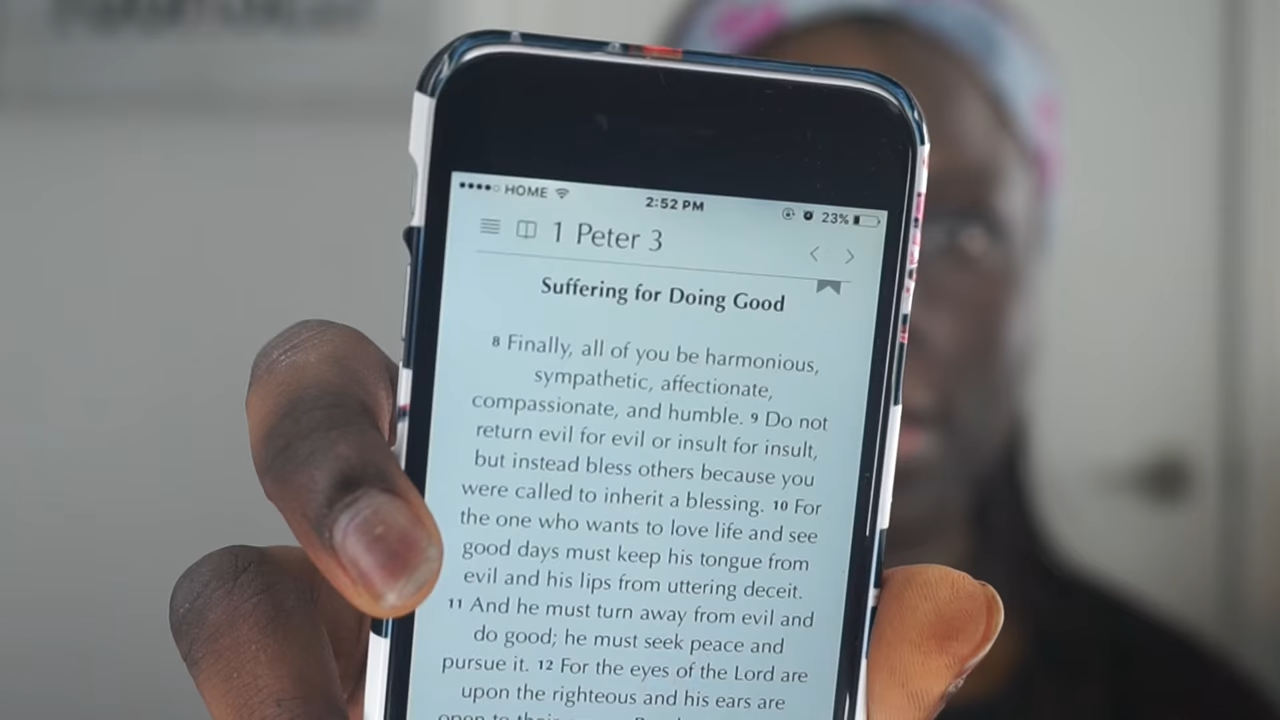 HOME
2:52 PM
23%
1 Peter 3
Suffering for Doing Good
8 Finally, all of you be harmonious,
sympathetic, affectionate,
compassionate, and humble. 9 Do not
return evil for evil or insult for insult,
but instead bless others because you
were called to inherit a blessing. 10 For
the one who wants to love life and see
good days must keep his tongue from
evil and his lips from uttering deceit.
11 And he must turn away from evil and
do good; he must seek peace and
pursue it. 12 For the eyes of the Lord are
upon the righteous and his ears are
open to their